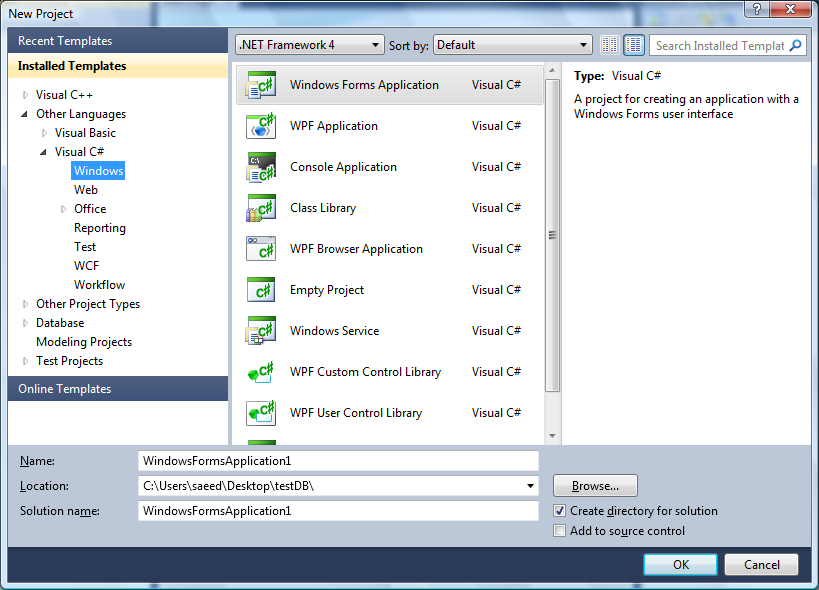 New Project
?
Recent Templates
Installed Templates
Visual C++
Other Languages
Visual Basic
Visual C#
Windows
Web
Office
Reporting
Test
WCF
Workflow
Other Project Types
Database
Modeling Projects
Test Projects
Online Templates
.NET Framework 4
Sort by: Default
Search Installed Templat
Windows Forms Application Visual C#
WPF Application Visual C#
Console Application Visual C#
Class Library Visual C#
WPF Browser Application Visual C#
Empty Project Visual C#
Windows Service Visual C#
WPF Custom Control Library Visual C#
WPF User Control Library Visual C#
Type: Visual C#
A project for creating an application with a
Windows Forms user interface
Name: WindowsFormsApplication1
Location: C:\Users\saeed\Desktop\testDB\
Browse...
Solution name: WindowsFormsApplication1
Create directory for solution
Add to source control
OK
Cancel